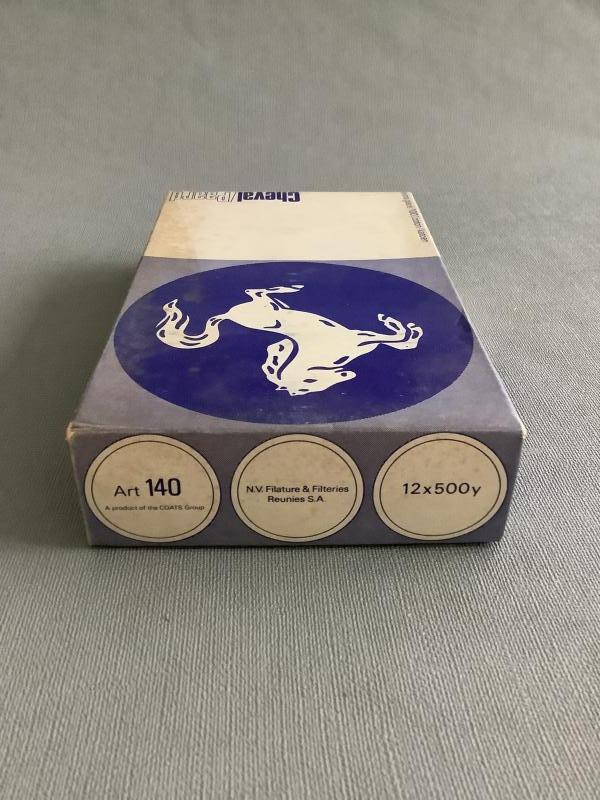 Cheval/Paard
Art 140
A product of the COATS Group
N.V. Filature & Filteries
Reunies S.A.
12x500y